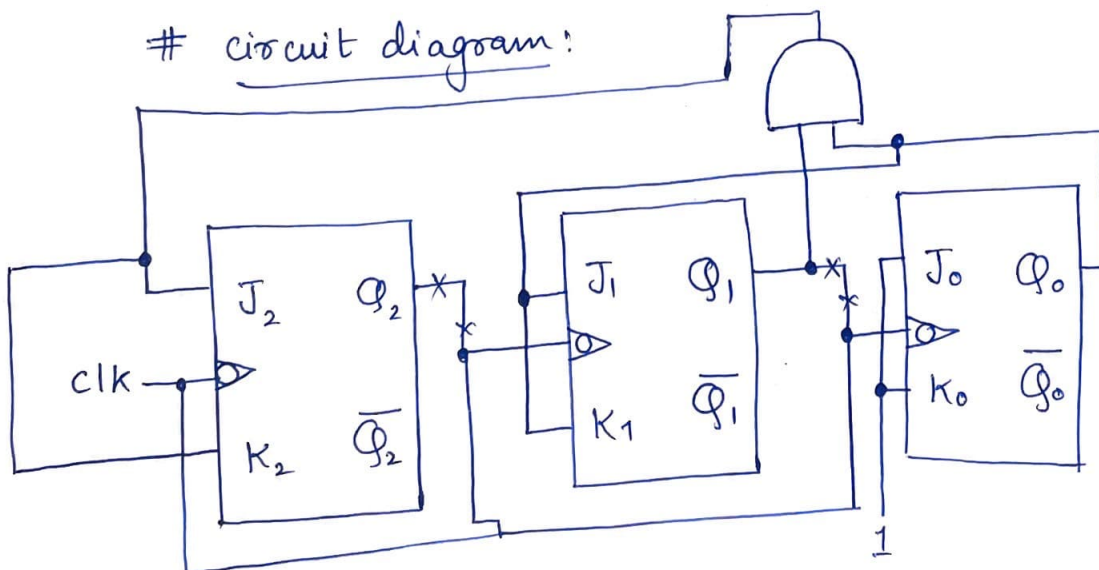 # circuit diagram:
J₂ Q₂
clk
K₂ Q̅₂
J₁ Q₁
K₁ Q̅₁
J₀ Q₀
K₀ Q̅₀
1